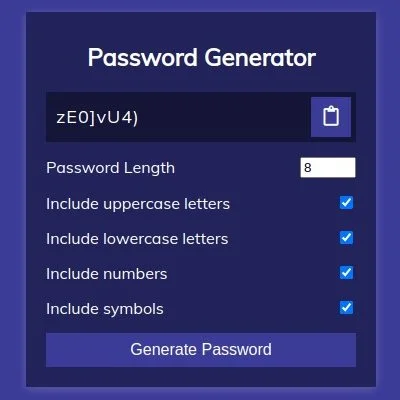 Password Generator
zE0]vU4)
Password Length 8
Include uppercase letters
Include lowercase letters
Include numbers
Include symbols
Generate Password